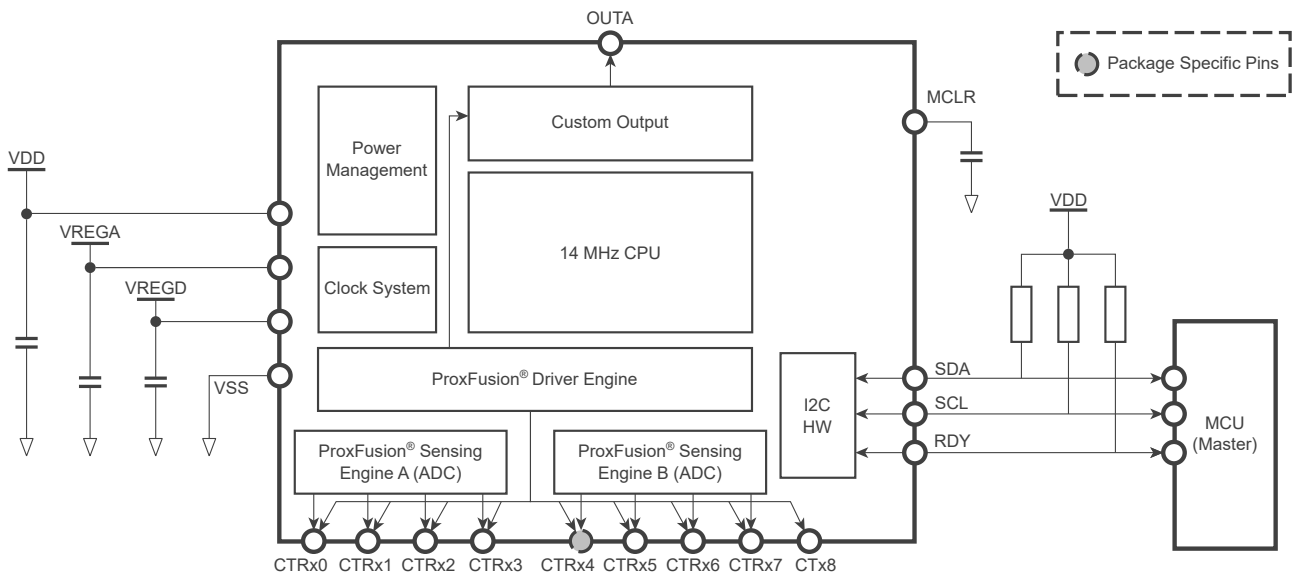 OUTA
Package Specific Pins
MCLR
Custom Output
Power
Management
VDD
VREGA
14 MHz CPU
VDD
Clock System
VREGD
VSS
ProxFusion® Driver Engine
I2C
HW
SDA
SCL
RDY
MCU
(Master)
ProxFusion® Sensing
Engine A (ADC)
ProxFusion® Sensing
Engine B (ADC)
CTRx0
CTRx1
CTRx2
CTRx3
CTRx4
CTRx5
CTRx6
CTRx7
CTx8